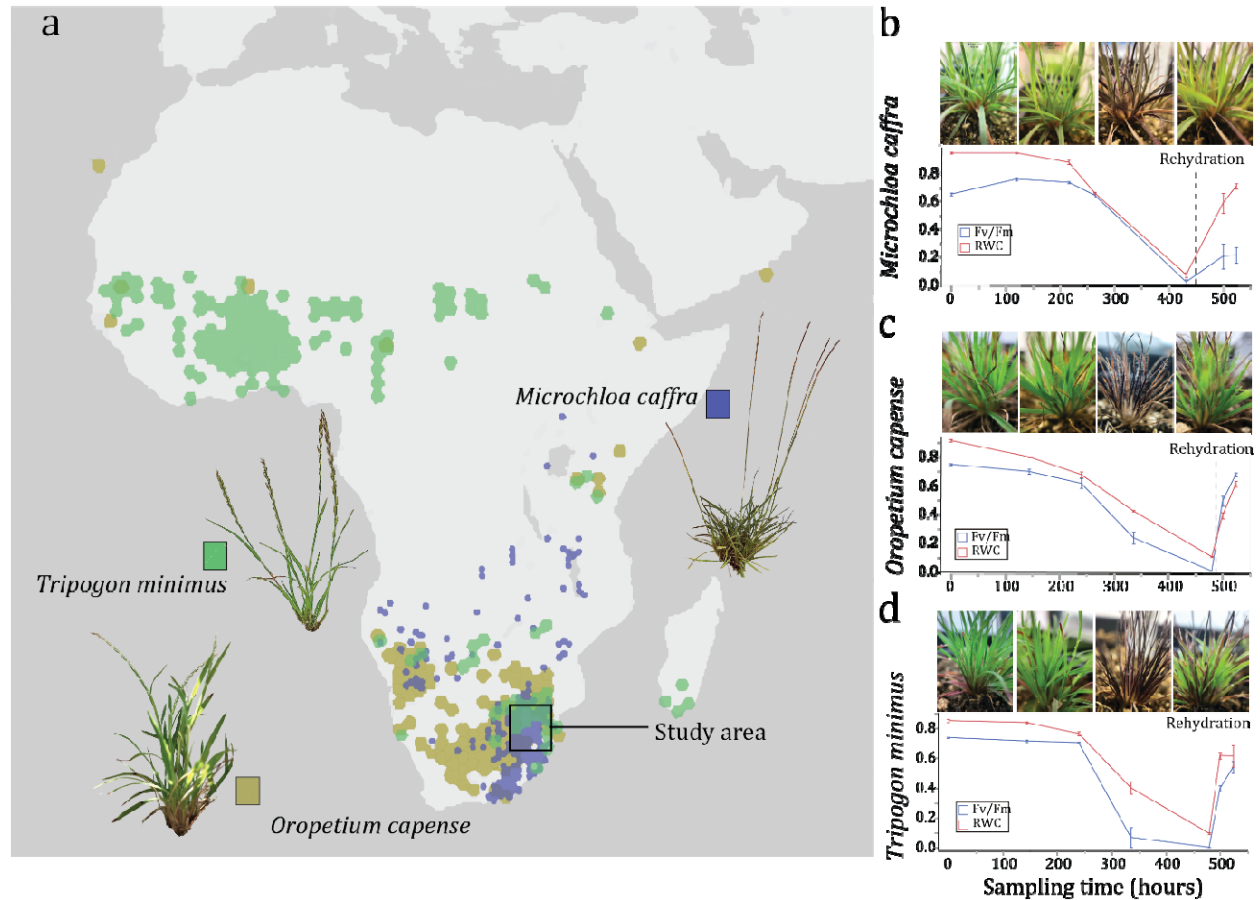 a
Microchloa caffra
Tripogon minimus
Study area
Oropetium capense
b
Microchloa caffra
Rehydration
0.8
0.6
0.4
0.2
0.0
Fv/Fm
RWC
0 100 200 300 400 500
c
Oropetium capense
Rehydration
0.8
0.6
0.4
0.2
0.0
Fv/Fm
RWC
0 100 200 300 400 500
d
Tripogon minimus
Rehydration
0.8
0.6
0.4
0.2
0.0
Fv/Fm
RWC
0 100 200 300 400 500
Sampling time (hours)